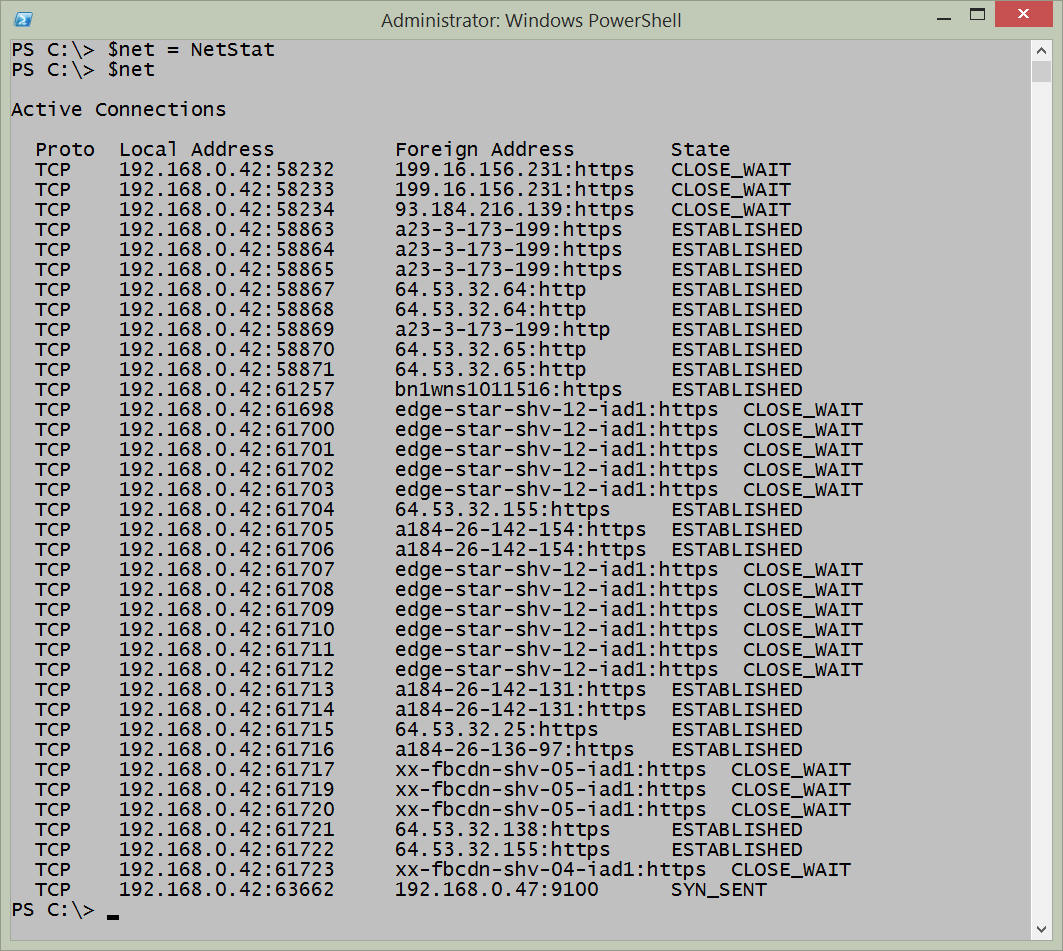 Administrator: Windows PowerShell
PS C:\> $net = NetStat
PS C:\> $net
Active Connections
  Proto  Local Address          Foreign Address        State
  TCP    192.168.0.42:58232     199.16.156.231:https   CLOSE_WAIT
  TCP    192.168.0.42:58233     199.16.156.231:https   CLOSE_WAIT
  TCP    192.168.0.42:58234     93.184.216.139:https   CLOSE_WAIT
  TCP    192.168.0.42:58863     a23-3-173-199:https    ESTABLISHED
  TCP    192.168.0.42:58864     a23-3-173-199:https    ESTABLISHED
  TCP    192.168.0.42:58865     a23-3-173-199:https    ESTABLISHED
  TCP    192.168.0.42:58867     64.53.32.64:http       ESTABLISHED
  TCP    192.168.0.42:58868     64.53.32.64:http       ESTABLISHED
  TCP    192.168.0.42:58869     a23-3-173-199:http     ESTABLISHED
  TCP    192.168.0.42:58870     64.53.32.65:http       ESTABLISHED
  TCP    192.168.0.42:58871     64.53.32.65:http       ESTABLISHED
  TCP    192.168.0.42:61257     bn1wns1011516:https    ESTABLISHED
  TCP    192.168.0.42:61698     edge-star-shv-12-iad1:https  CLOSE_WAIT
  TCP    192.168.0.42:61700     edge-star-shv-12-iad1:https  CLOSE_WAIT
  TCP    192.168.0.42:61701     edge-star-shv-12-iad1:https  CLOSE_WAIT
  TCP    192.168.0.42:61702     edge-star-shv-12-iad1:https  CLOSE_WAIT
  TCP    192.168.0.42:61703     edge-star-shv-12-iad1:https  CLOSE_WAIT
  TCP    192.168.0.42:61704     64.53.32.155:https     ESTABLISHED
  TCP    192.168.0.42:61705     a184-26-142-154:https  ESTABLISHED
  TCP    192.168.0.42:61706     a184-26-142-154:https  ESTABLISHED
  TCP    192.168.0.42:61707     edge-star-shv-12-iad1:https  CLOSE_WAIT
  TCP    192.168.0.42:61708     edge-star-shv-12-iad1:https  CLOSE_WAIT
  TCP    192.168.0.42:61709     edge-star-shv-12-iad1:https  CLOSE_WAIT
  TCP    192.168.0.42:61710     edge-star-shv-12-iad1:https  CLOSE_WAIT
  TCP    192.168.0.42:61711     edge-star-shv-12-iad1:https  CLOSE_WAIT
  TCP    192.168.0.42:61712     edge-star-shv-12-iad1:https  CLOSE_WAIT
  TCP    192.168.0.42:61713     a184-26-142-131:https  ESTABLISHED
  TCP    192.168.0.42:61714     a184-26-142-131:https  ESTABLISHED
  TCP    192.168.0.42:61715     64.53.32.25:https      ESTABLISHED
  TCP    192.168.0.42:61716     a184-26-136-97:https   ESTABLISHED
  TCP    192.168.0.42:61717     xx-fbcdn-shv-05-iad1:https  CLOSE_WAIT
  TCP    192.168.0.42:61719     xx-fbcdn-shv-05-iad1:https  CLOSE_WAIT
  TCP    192.168.0.42:61720     xx-fbcdn-shv-05-iad1:https  CLOSE_WAIT
  TCP    192.168.0.42:61721     64.53.32.138:https     ESTABLISHED
  TCP    192.168.0.42:61722     64.53.32.155:https     ESTABLISHED
  TCP    192.168.0.42:61723     xx-fbcdn-shv-04-iad1:https  CLOSE_WAIT
  TCP    192.168.0.42:63662     192.168.0.47:9100      SYN_SENT
PS C:\>